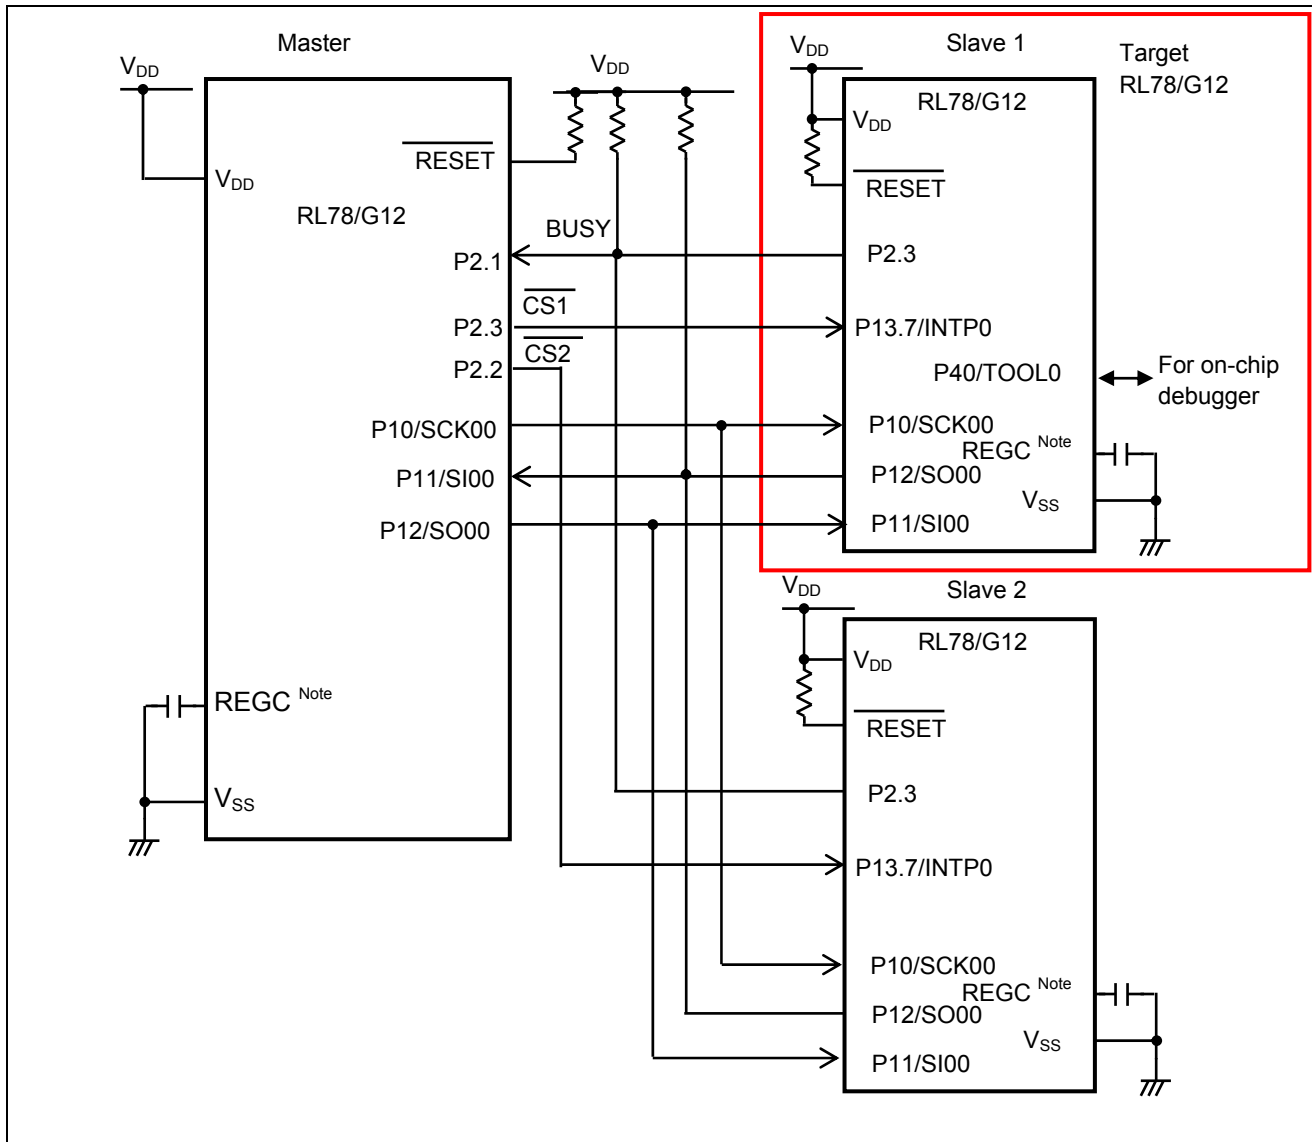 Master
VDD
VDD
RL78/G12
RESET
P2.1
P2.3
P2.2
P10/SCK00
P11/SI00
P12/SO00
REGC Note
VSS
VDD
BUSY
CS1
CS2
Slave 1
Target
RL78/G12
VDD
RL78/G12
VDD
RESET
P2.3
P13.7/INTP0
P40/TOOL0
For on-chip
debugger
P10/SCK00
REGC Note
P12/SO00
VSS
P11/SI00
Slave 2
VDD
RL78/G12
VDD
RESET
P2.3
P13.7/INTP0
P10/SCK00
REGC Note
P12/SO00
VSS
P11/SI00